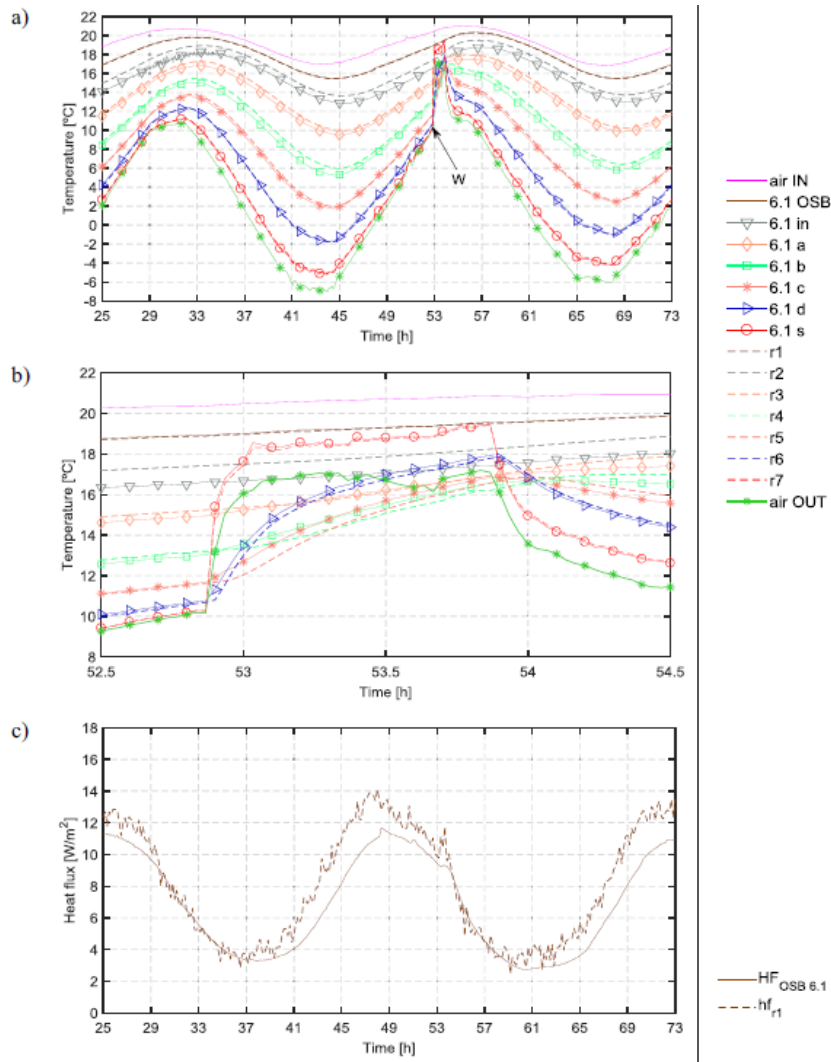 a)
22
20
18
16
14
12
10
8
6
4
2
0
-2
-4
-6
-8
Temperature [ºC]
W
25 29 33 37 41 45 49 53 57 61 65 69 73
Time [h]
b)
22
20
18
16
14
12
10
8
Temperature [ºC]
52.5 53 53.5 54 54.5
Time [h]
c)
18
16
14
12
10
8
6
4
2
0
Heat flux [W/m²]
25 29 33 37 41 45 49 53 57 61 65 69 73
Time [h]
air IN
6.1 OSB
6.1 in
6.1 a
6.1 b
6.1 c
6.1 d
6.1 s
r1
r2
r3
r4
r5
r6
r7
air OUT
HF OSB 6.1
hf r1